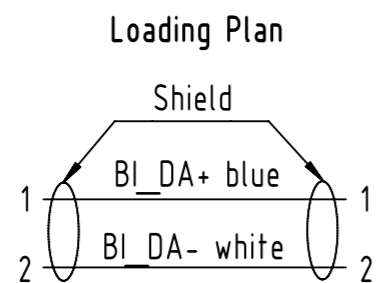 Loading Plan
Shield
1 BI_DA+ blue 1
2 BI_DA- white 2